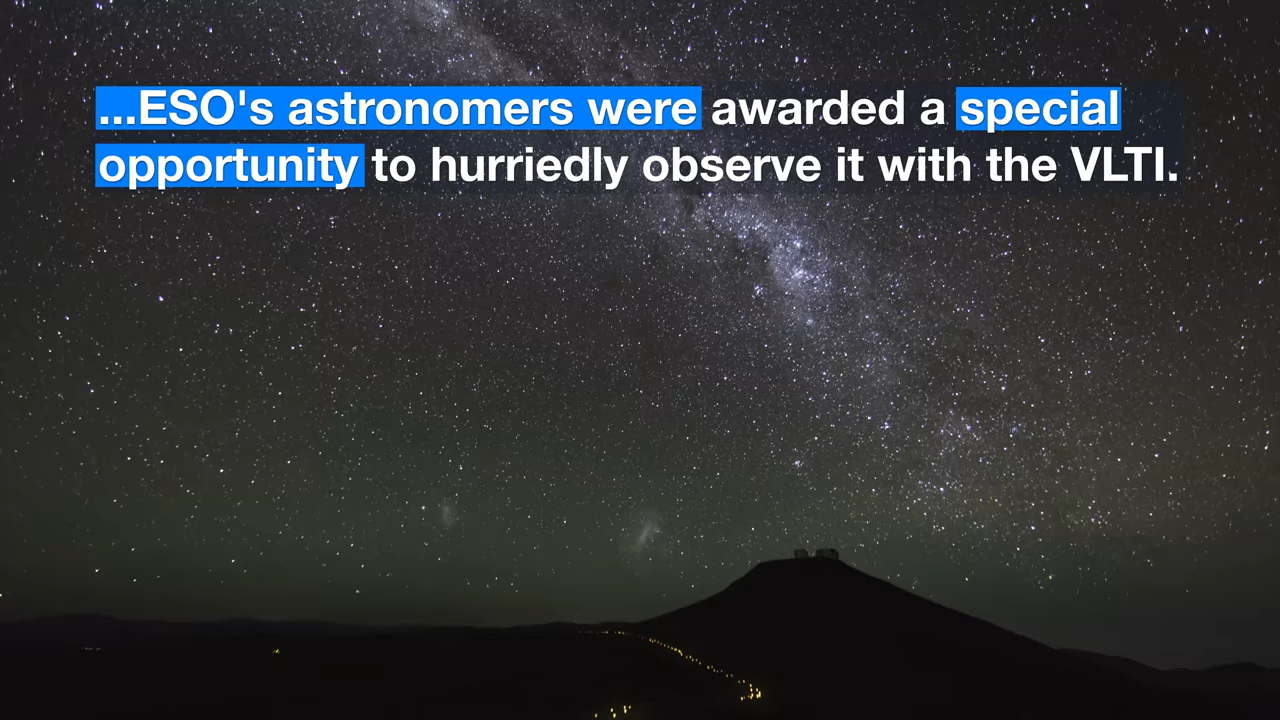 ...ESO's astronomers were awarded a special
opportunity to hurriedly observe it with the VLTI.